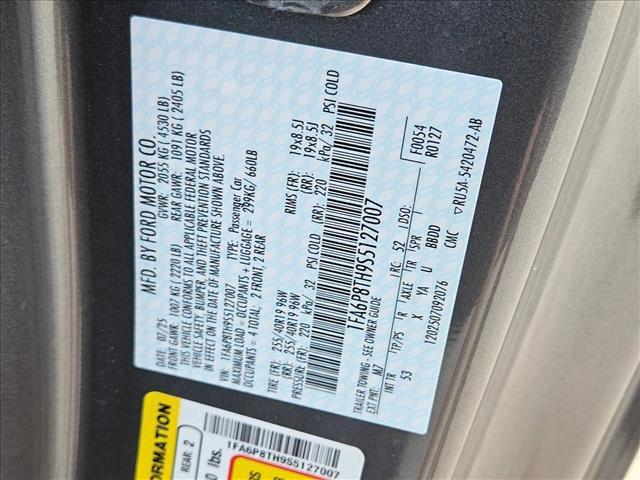 MFD. BY FORD MOTOR CO.
DATE: 07/25 GVWR: 2055 KG ( 4530 LB)
FRONT GAWR: 1007 KG ( 2220 LB) REAR GAWR: 1091 KG ( 2405 LB)
THIS VEHICLE CONFORMS TO ALL APPLICABLE FEDERAL MOTOR
VEHICLE SAFETY, BUMPER, AND THEFT PREVENTION STANDARDS
IN EFFECT ON THE DATE OF MANUFACTURE SHOWN ABOVE.
VIN: 1FA6P8TH9S5127007 TYPE: Passenger Car
MAXIMUM LOAD = OCCUPANTS + LUGGAGE = 299KG/ 660LB
OCCUPANTS = 4 TOTAL: 2 FRONT, 2 REAR
TIRE (FR): 255/40R19 96W RIMS (FR): 19x8.5J
(RR): 255/40R19 96W (RR): 19x8.5J
PRESSURE (FR): 220 kPa/ 32 PSI COLD (RR): 220 kPa/ 32 PSI COLD
1FA6P8TH9S5127007
TRAILER TOWING - SEE OWNER GUIDE
EXT PNT: M7 RC: 52 DSO: F0054
R0127
INT TR TP/PS R AXLE TR SPR
53 X YA U BBDD
1202507092076 CMC RU5A-5420472-AB
ORMATION
REAR: 2
0 lbs.
1FA6P8TH9S5127007